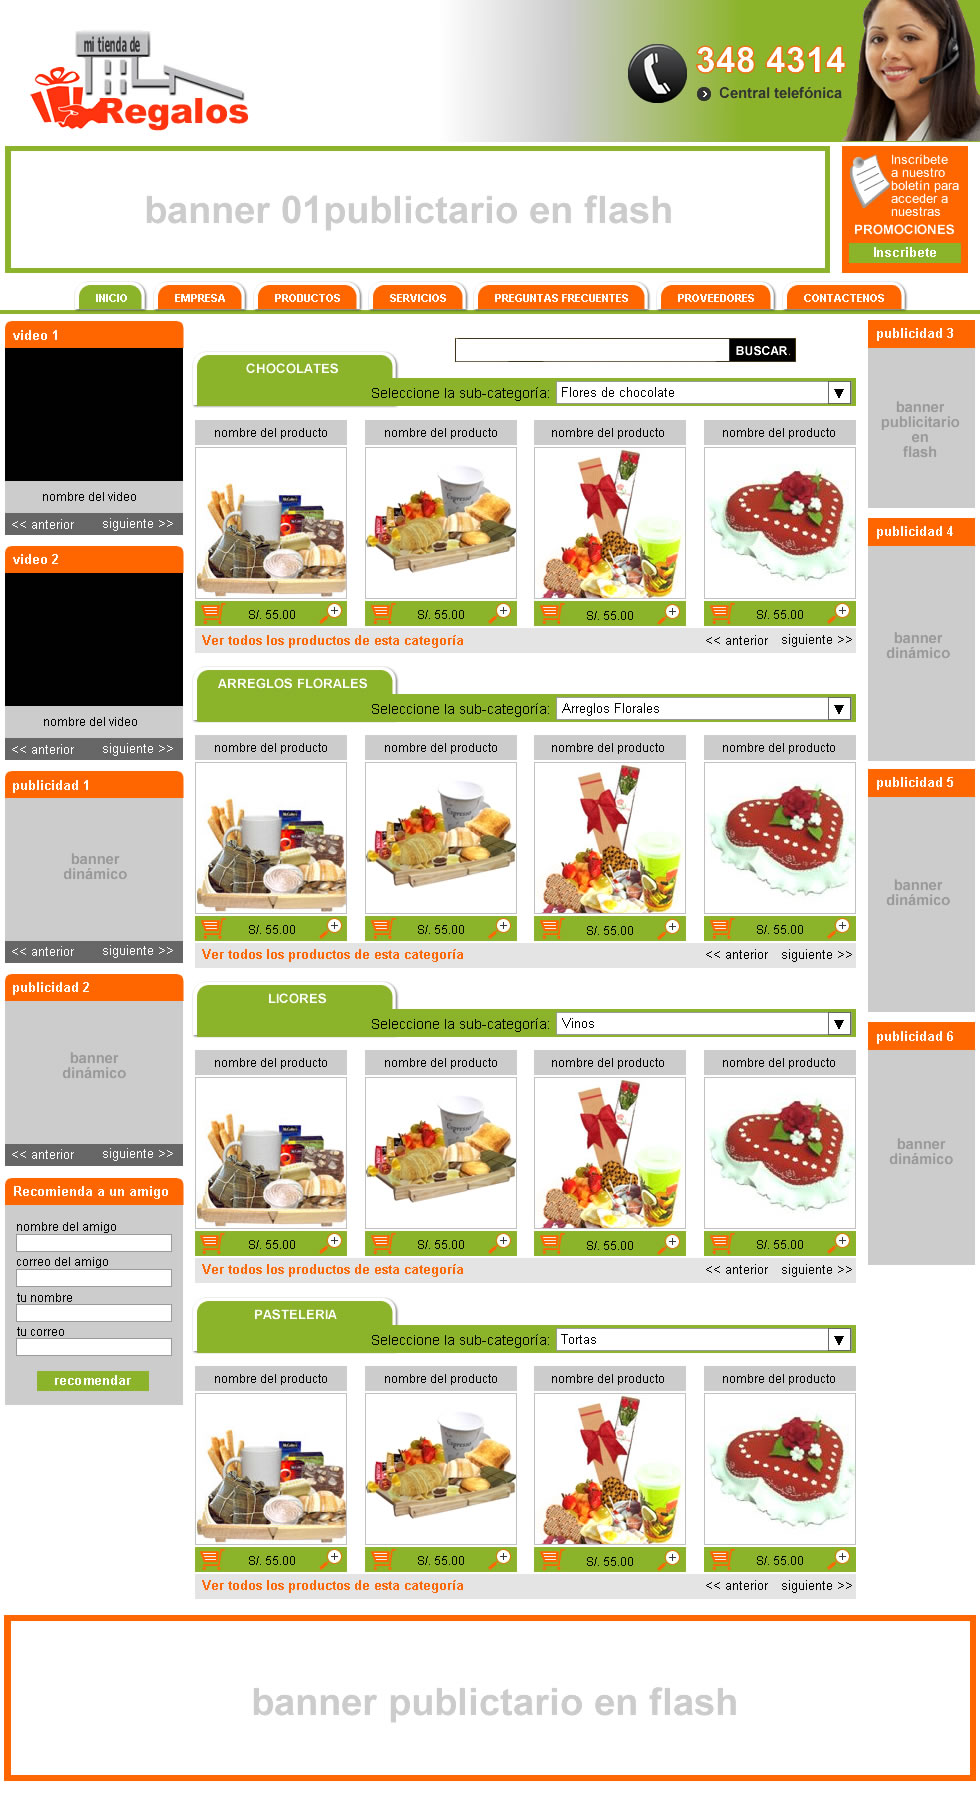 mi tienda de
Regalos
348 4314
Central telefónica
banner 01publictario en flash
Inscríbete
a nuestro
boletín para
acceder a
nuestras
PROMOCIONES
Inscríbete
INICIO
EMPRESA
PRODUCTOS
SERVICIOS
PREGUNTAS FRECUENTES
PROVEEDORES
CONTACTENOS
video 1
nombre del video
<< anterior siguiente >>
video 2
nombre del video
<< anterior siguiente >>
publicidad 1
banner
dinámico
<< anterior siguiente >>
publicidad 2
banner
dinámico
<< anterior siguiente >>
Recomienda a un amigo
nombre del amigo
correo del amigo
tu nombre
tu correo
recomendar
BUSCAR.
CHOCOLATES
Seleccione la sub-categoría: Flores de chocolate
nombre del producto nombre del producto nombre del producto nombre del producto
S/. 55.00 S/. 55.00 S/. 55.00 S/. 55.00
Ver todos los productos de esta categoría << anterior siguiente >>
ARREGLOS FLORALES
Seleccione la sub-categoría: Arreglos Florales
nombre del producto nombre del producto nombre del producto nombre del producto
S/. 55.00 S/. 55.00 S/. 55.00 S/. 55.00
Ver todos los productos de esta categoría << anterior siguiente >>
LICORES
Seleccione la sub-categoría: Vinos
nombre del producto nombre del producto nombre del producto nombre del producto
S/. 55.00 S/. 55.00 S/. 55.00 S/. 55.00
Ver todos los productos de esta categoría << anterior siguiente >>
PASTELERIA
Seleccione la sub-categoría: Tortas
nombre del producto nombre del producto nombre del producto nombre del producto
S/. 55.00 S/. 55.00 S/. 55.00 S/. 55.00
Ver todos los productos de esta categoría << anterior siguiente >>
publicidad 3
banner
publicitario
en
flash
publicidad 4
banner
dinámico
publicidad 5
banner
dinámico
publicidad 6
banner
dinámico
banner publictario en flash